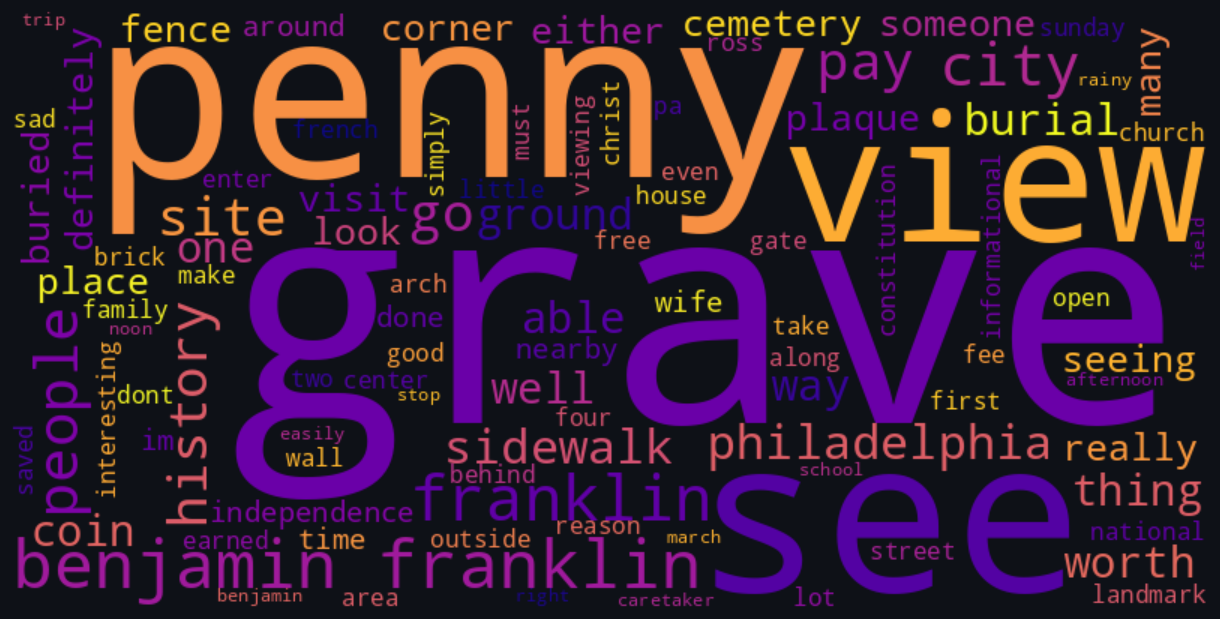 trip
fence
around
corner
either
cemetery
someone
sunday
ross
definitely
penny
pay
city
many
rainy
sad
french
simply
must
viewing
christ
pa
plaque
burial
church
buried
enter
visit
little
even
house
view
site
go
ground
constitution
informational
field
one
look
free
gate
brick
place
make
grave
arch
family
noon
done
able
wife
open
people
history
interesting
good
nearby
take
along
fee
seeing
two
center
stop
well
way
afternoon
dont
four
first
saved
im
easily
wall
sidewalk
philadelphia
really
behind
school
independence
franklin
see
thing
coin
earned
time
outside
reason
march
street
national
benjamin franklin
worth
benjamin
area
right
caretaker
lot
landmark